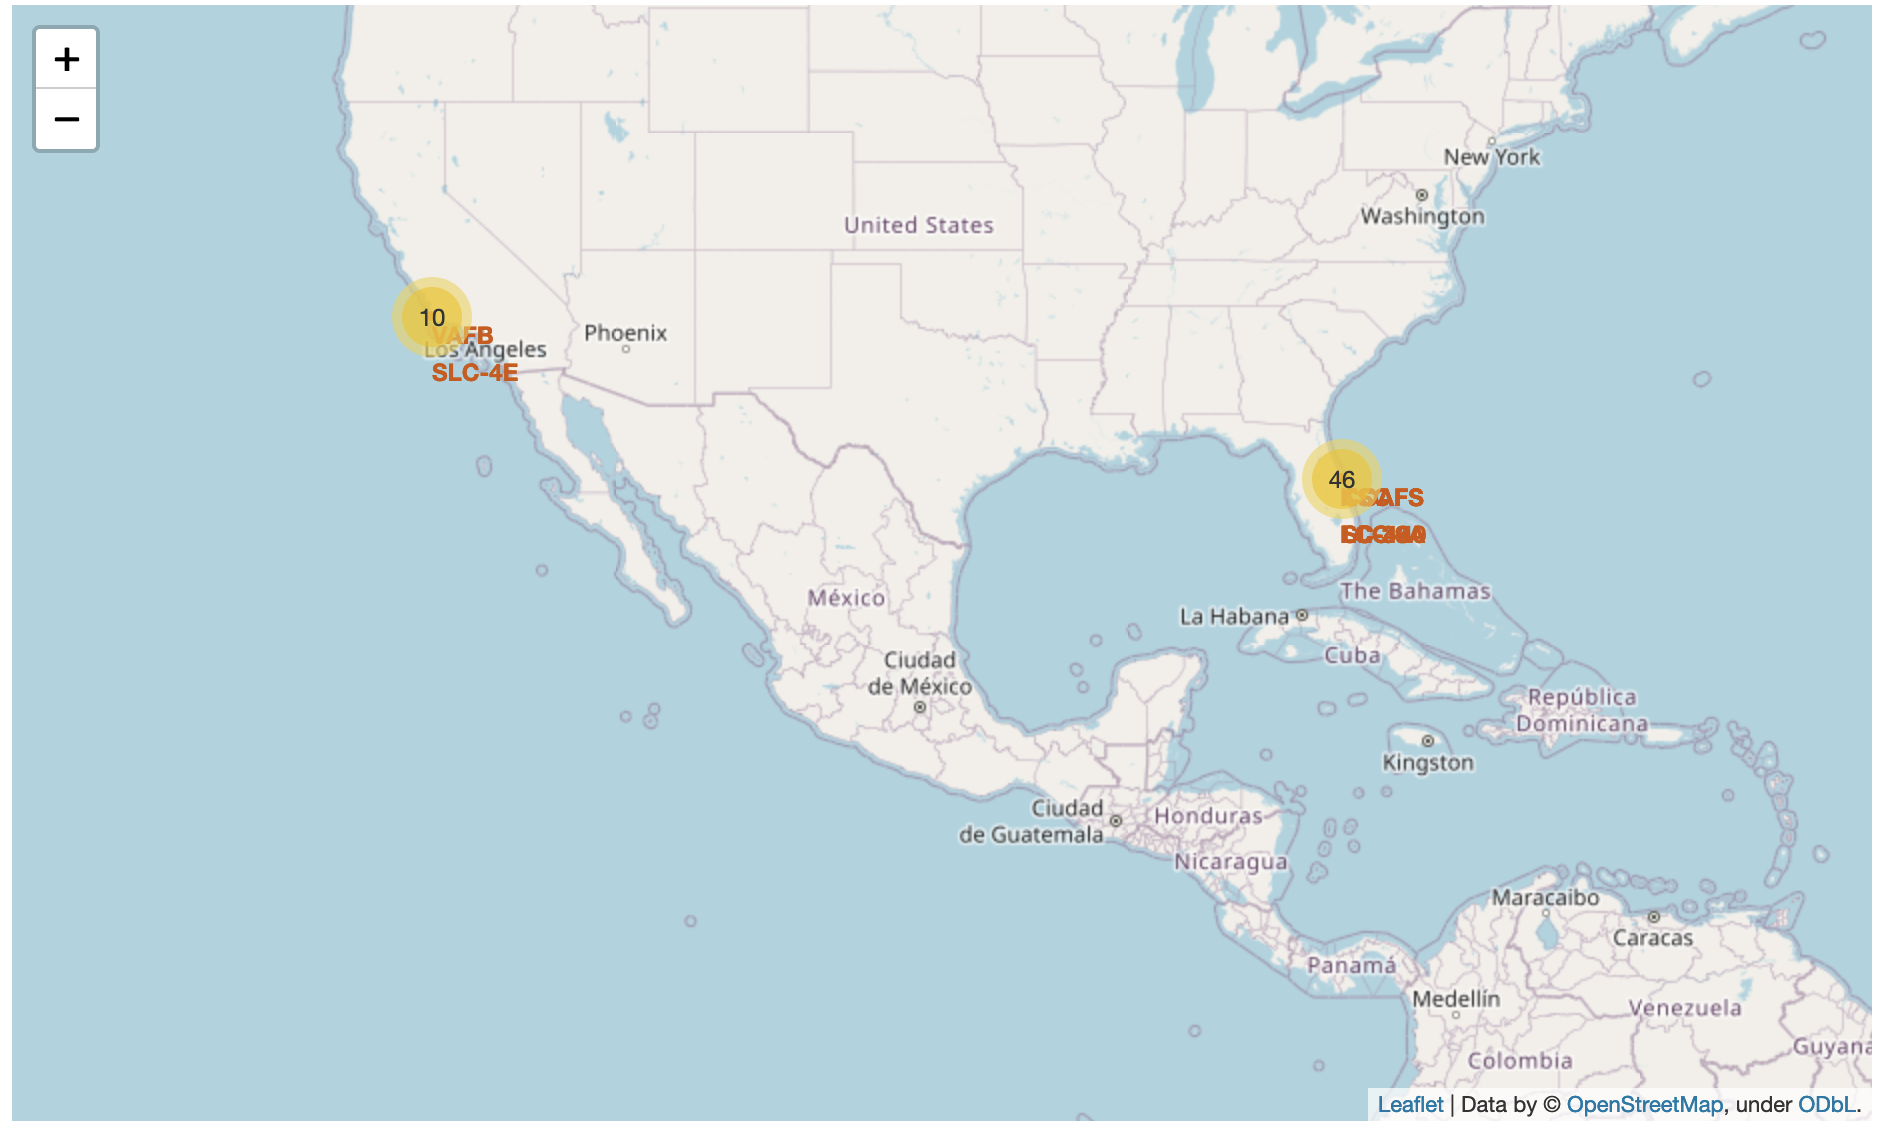 +
−
New York
Washington
United States
10
VAFB
Phoenix
Los Angeles
SLC-4E
46
México
The Bahamas
La Habana
Cuba
Ciudad
de México
República
Dominicana
Kingston
Ciudad
de Guatemala
Honduras
Nicaragua
Maracaibo
Caracas
Panamá
Medellín
Venezuela
Guyana
Colombia
Leaflet | Data by © OpenStreetMap, under ODbL.